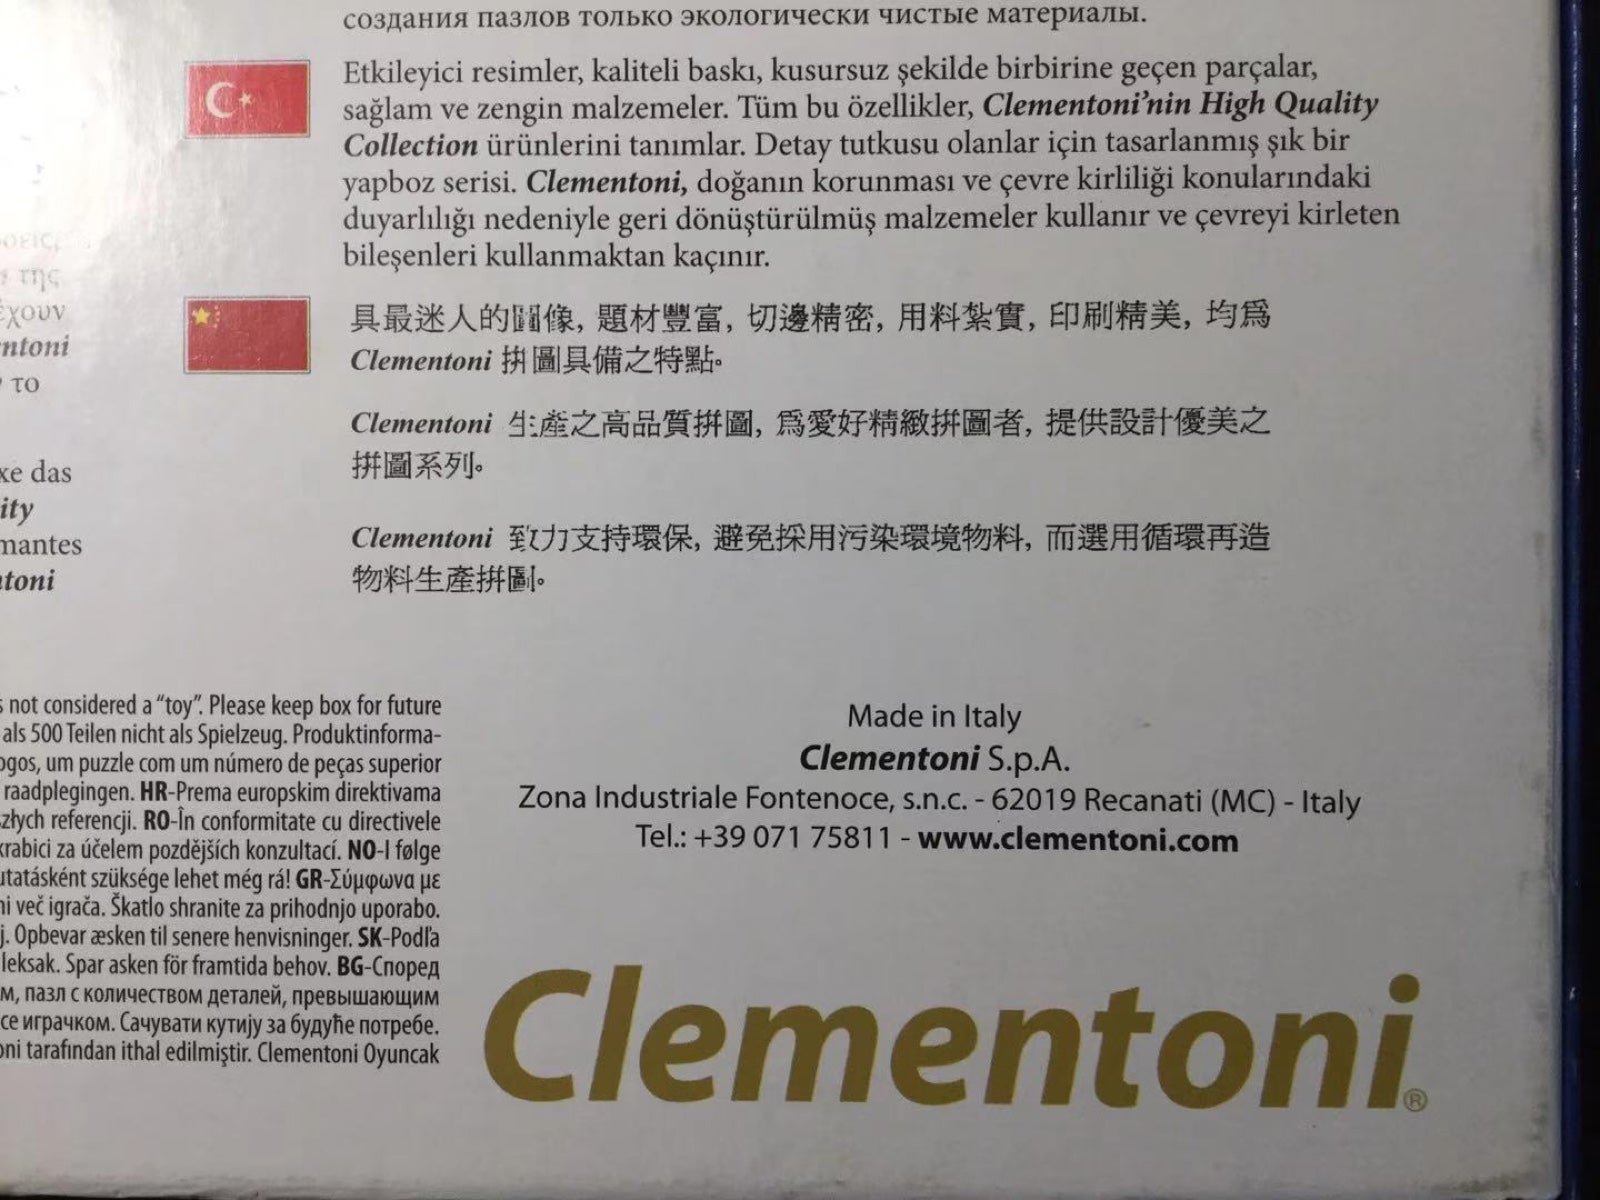 создания пазлов только экологически чистые материалы.
Etkileyici resimler, kaliteli baskı, kusursuz şekilde birbirine geçen parçalar,
sağlam ve zengin malzemeler. Tüm bu özellikler, Clementoni’nin High Quality
Collection ürünlerini tanımlar. Detay tutkusu olanlar için tasarlanmış şık bir
yapboz serisi. Clementoni, doğanın korunması ve çevre kirliliği konularındaki
duyarlılığı nedeniyle geri dönüştürülmüş malzemeler kullanır ve çevreyi kirleten
bileşenleri kullanmaktan kaçınır.
της
έχουν
ntoni
το
xe das
ity
mantes
ntoni
具最迷人的圖像, 題材豐富, 切邊精密, 用料紮實, 印刷精美, 均爲
Clementoni 拼圖具備之特點。
Clementoni 生產之高品質拼圖, 爲愛好精緻拼圖者, 提供設計優美之
拼圖系列。
Clementoni 致力支持環保, 避免採用污染環境物料, 而選用循環再造
物料生產拼圖。
s not considered a “toy”. Please keep box for future
als 500 Teilen nicht als Spielzeug. Produktinforma-
ogos, um puzzle com um número de peças superior
raadplegingen. HR-Prema europskim direktivama
szłych referencji. RO-În conformitate cu directivele
krabici za účelem pozdějších konzultací. NO-I følge
utatásként szüksége lehet még rá! GR-Σύμφωνα με
ni več igrača. Škatlo shranite za prihodnjo uporabo.
j. Opbevar æsken til senere henvisninger. SK-Podľa
leksak. Spar asken för framtida behov. BG-Според
м, пазл с количеством деталей, превышающим
се играчком. Сачувати кутију за будуће потребе.
oni tarafından ithal edilmiştir. Clementoni Oyuncak
Made in Italy
Clementoni S.p.A.
Zona Industriale Fontenoce, s.n.c. - 62019 Recanati (MC) - Italy
Tel.: +39 071 75811 - www.clementoni.com
Clementoni®